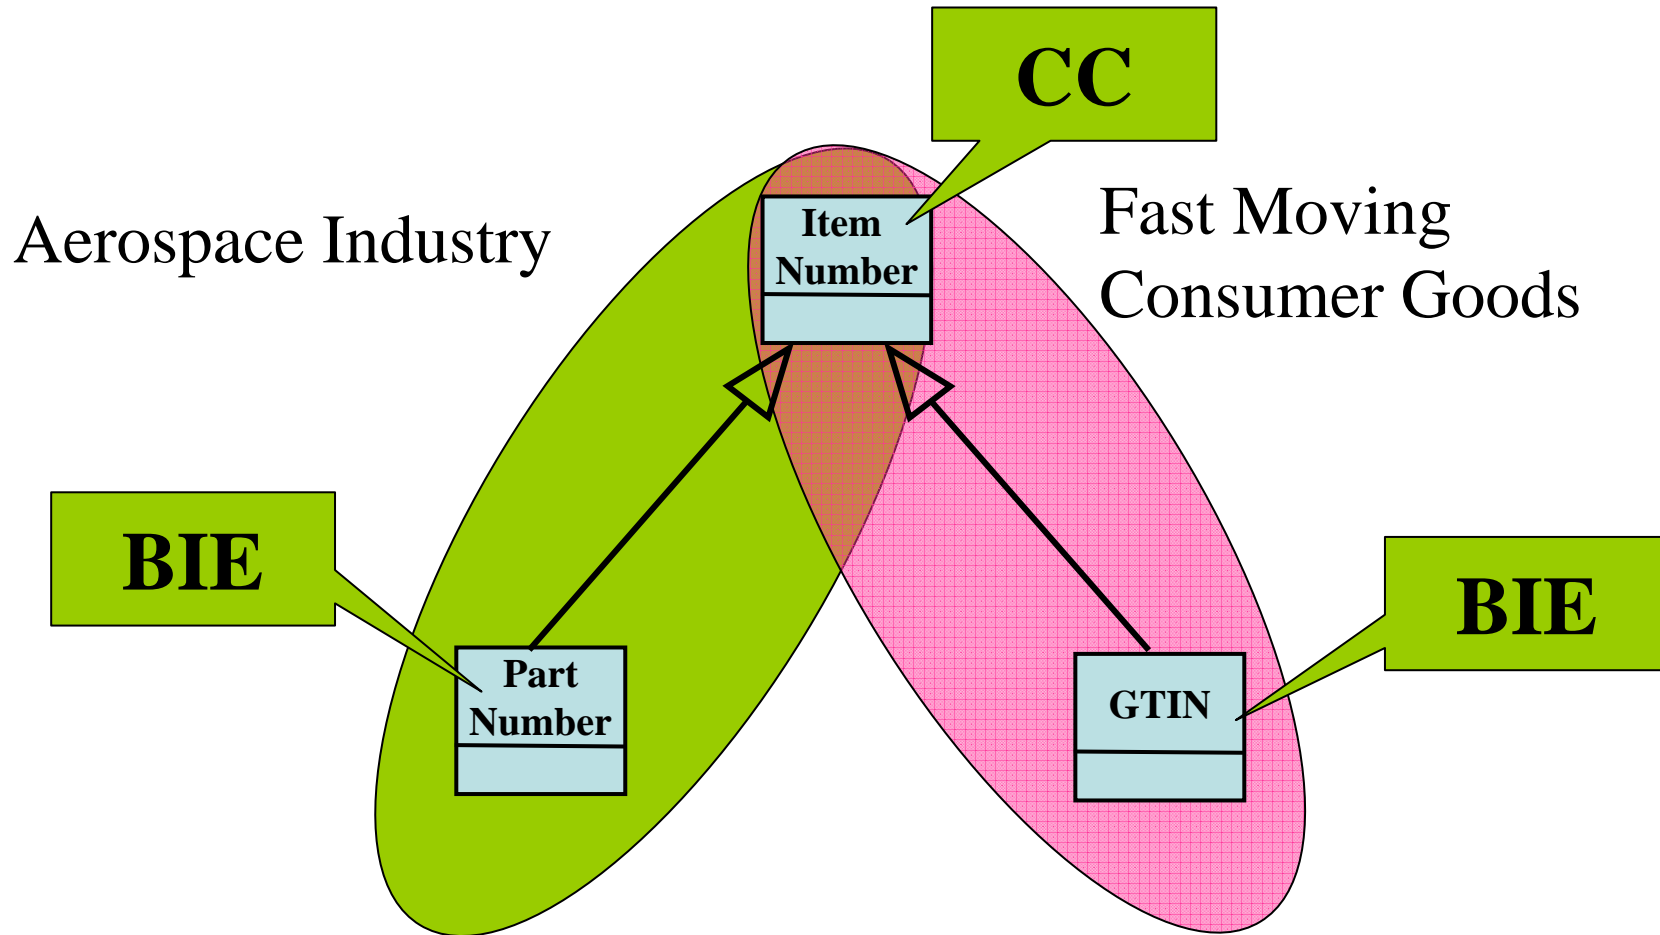 CC
Aerospace Industry
Fast Moving
Consumer Goods
Item
Number
BIE
BIE
Part
Number
GTIN